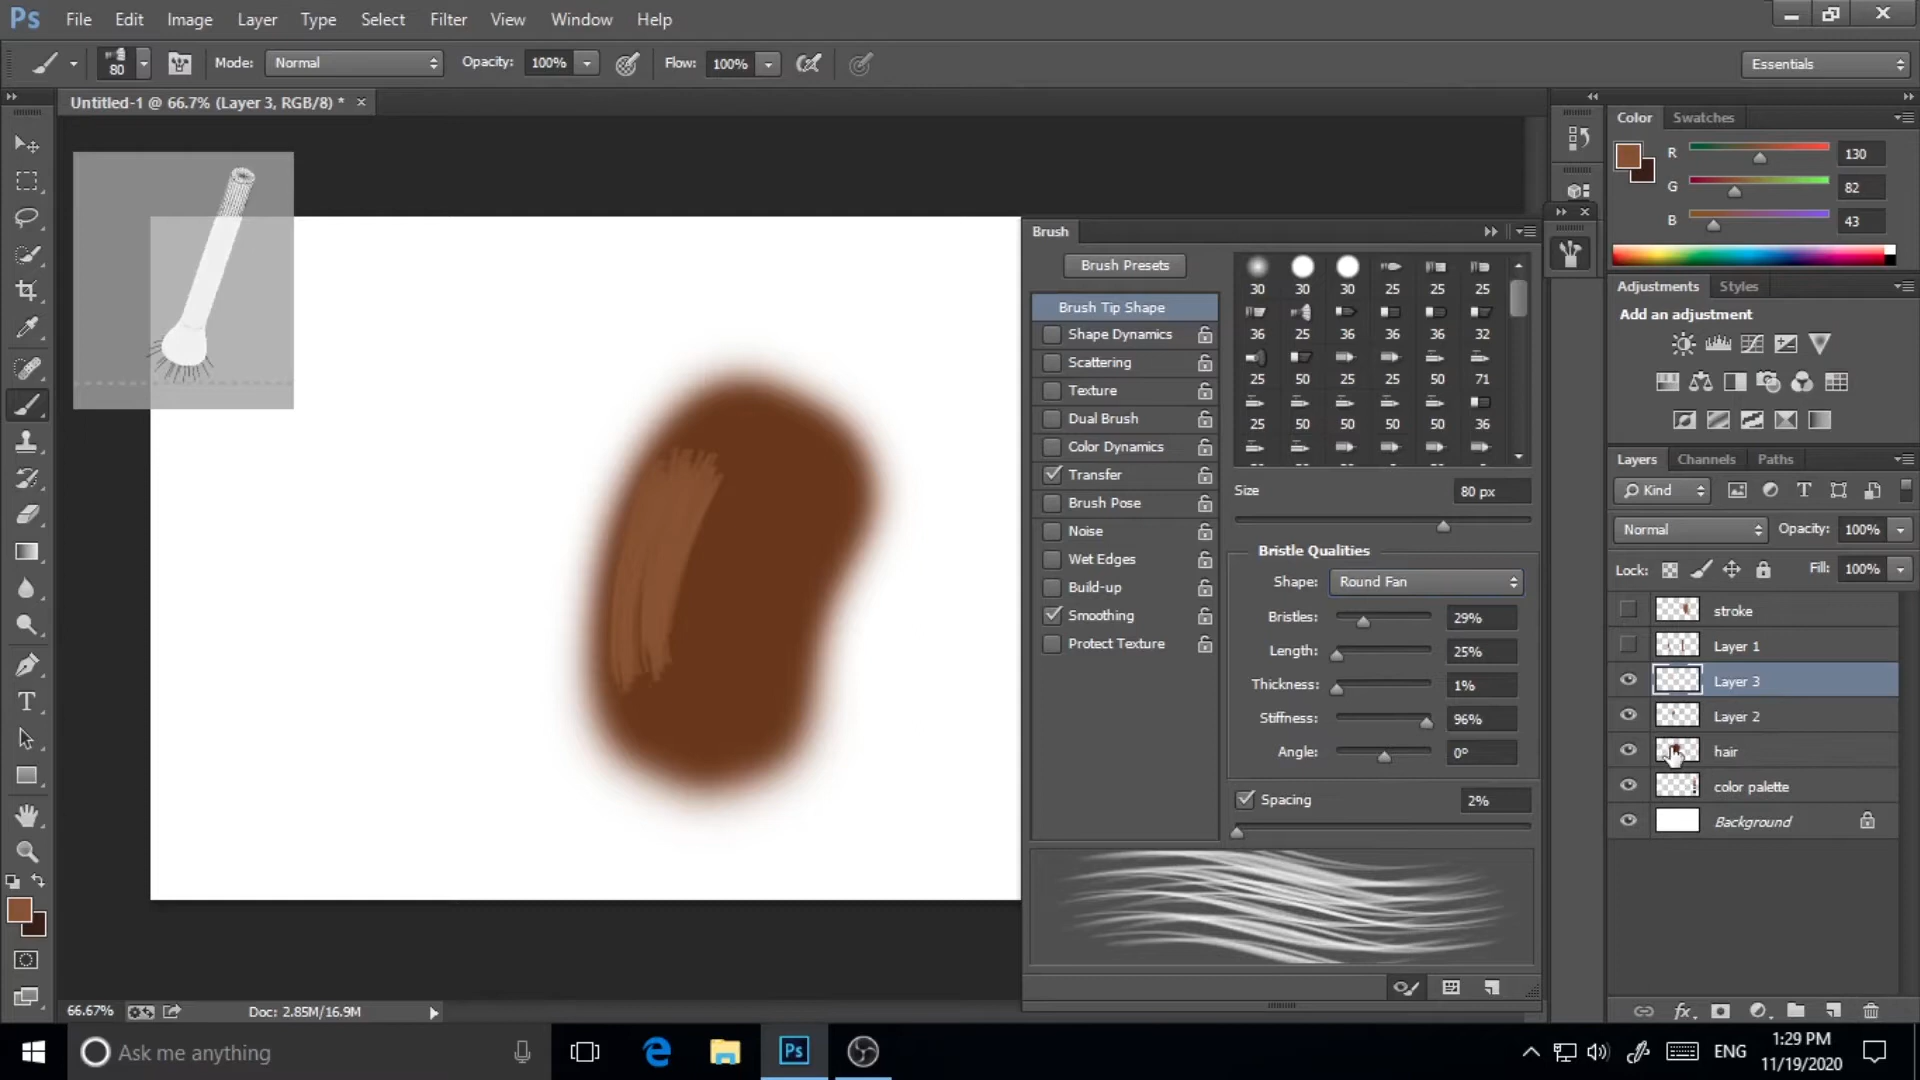 Ps File Edit Image Layer Type Select Filter View Window Help
80 Mode: Normal Opacity: 100% Flow: 100% Essentials
Untitled-1 @ 66.7% (Layer 3, RGB/8) * ×
Color Swatches
R 130
G 82
B 43
Adjustments Styles
Add an adjustment
Brush
Brush Presets
Brush Tip Shape
Shape Dynamics
Scattering
Texture
Dual Brush
Color Dynamics
Transfer
Brush Pose
Noise
Wet Edges
Build-up
Smoothing
Protect Texture
30 30 30 25 25 25
36 25 36 36 36 32
25 50 25 25 50 71
25 50 50 50 50 36
Size 80 px
Bristle Qualities
Shape: Round Fan
Bristles: 29%
Length: 25%
Thickness: 1%
Stiffness: 96%
Angle: 0º
Spacing 2%
Layers Channels Paths
Kind
Normal Opacity: 100%
Lock: Fill: 100%
stroke
Layer 1
Layer 3
Layer 2
hair
color palette
Background
fx
66.67% Doc: 2.85M/16.9M
Ask me anything
Ps
ENG
1:29 PM
11/19/2020